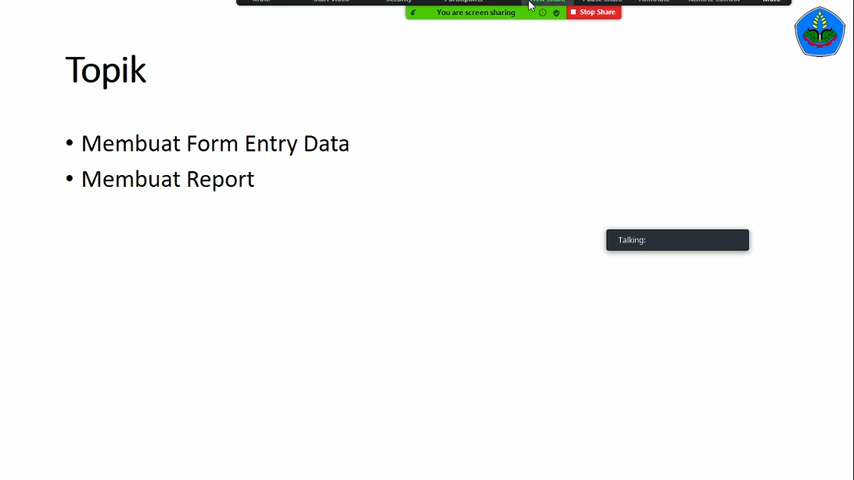 You are screen sharing
Stop Share
Topik
• Membuat Form Entry Data
• Membuat Report
Talking: